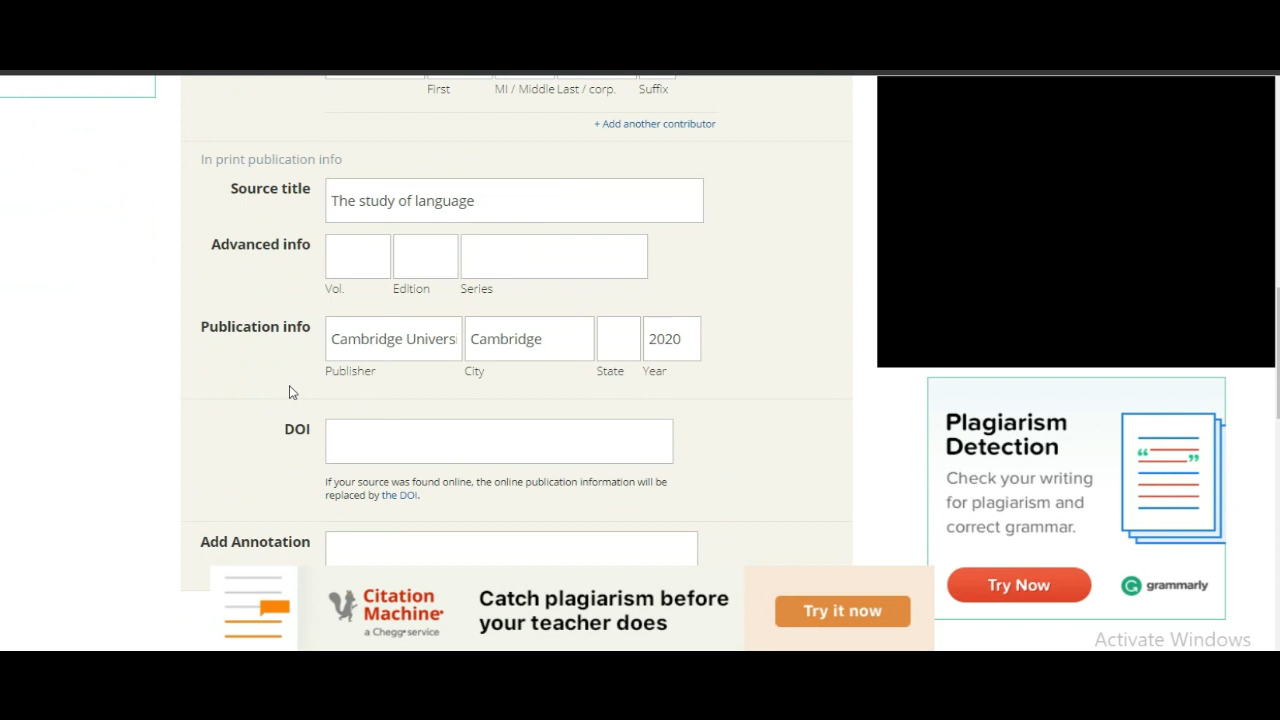 First MI / Middle Last / corp. Suffix
+ Add another contributor
In print publication info
Source title The study of language
Advanced info
Vol. Edition Series
Publication info Cambridge Universi Cambridge 2020
Publisher City State Year
DOI
If your source was found online, the online publication information will be
replaced by the DOI.
Add Annotation
Citation
Machine
a Chegg service
Catch plagiarism before
your teacher does
Try it now
Plagiarism
Detection
Check your writing
for plagiarism and
correct grammar.
Try Now
grammarly
Activate Windows